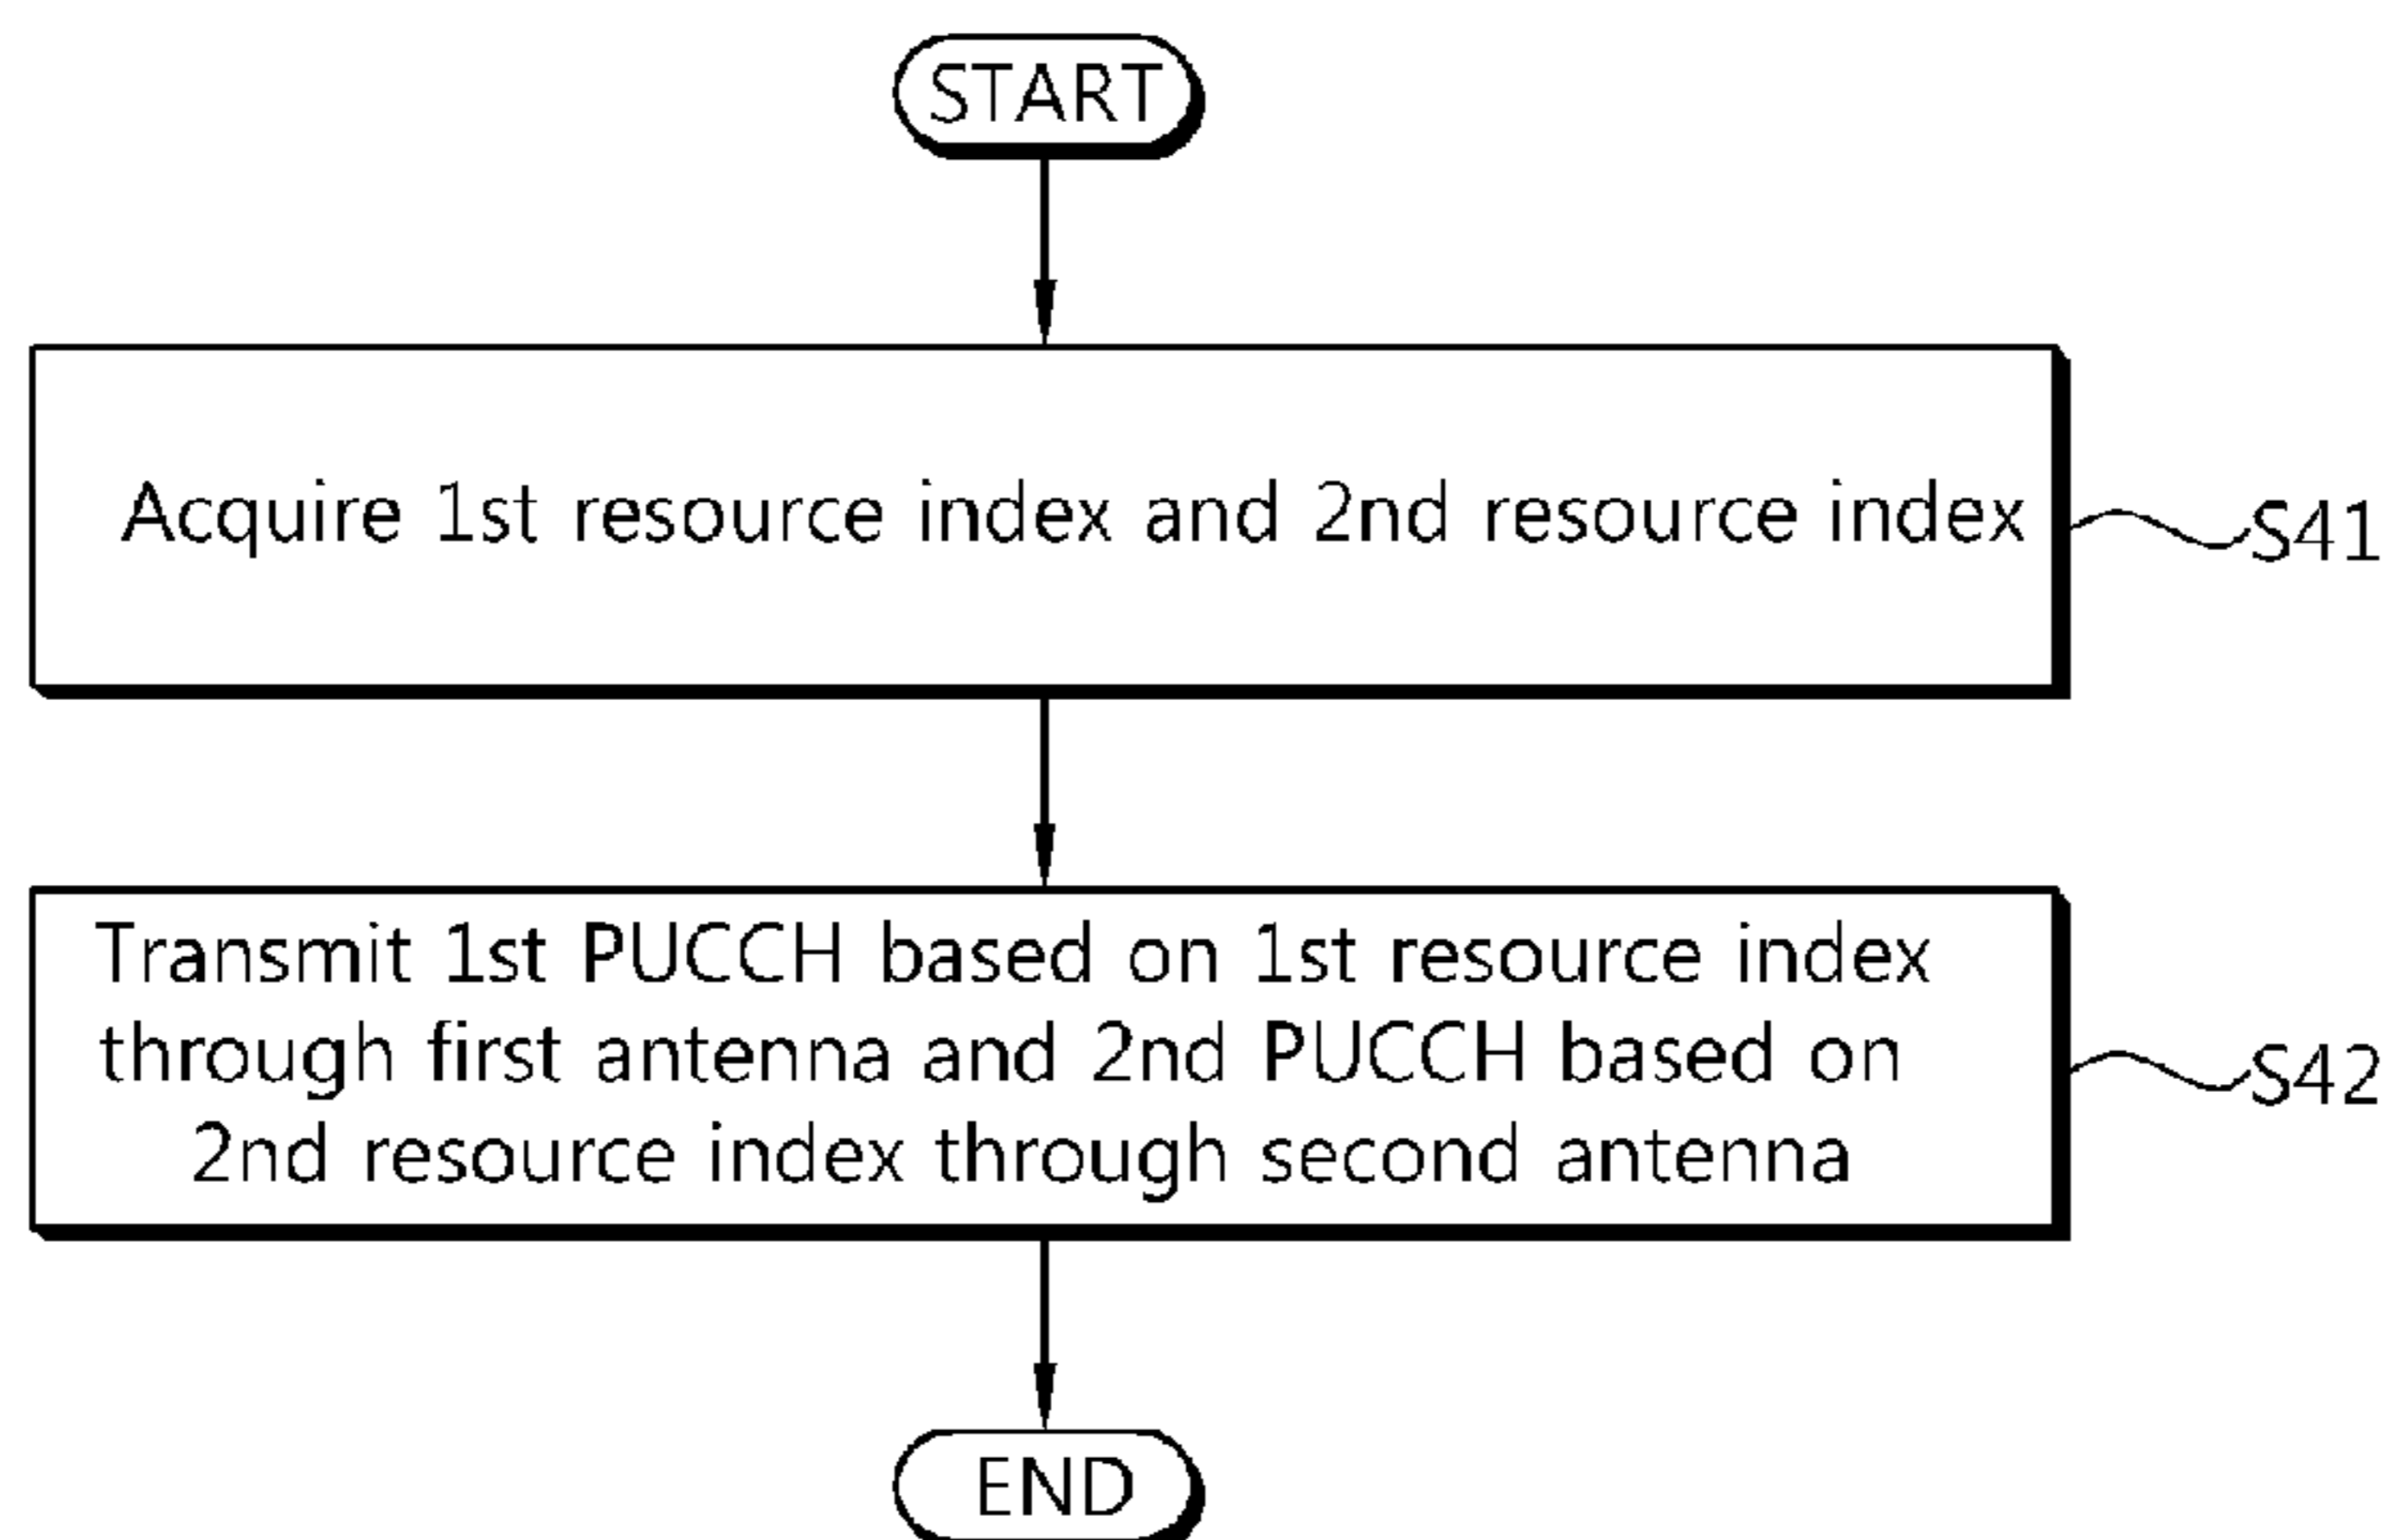 START
Acquire 1st resource index and 2nd resource index
S41
Transmit 1st PUCCH based on 1st resource index
through first antenna and 2nd PUCCH based on
2nd resource index through second antenna
S42
END